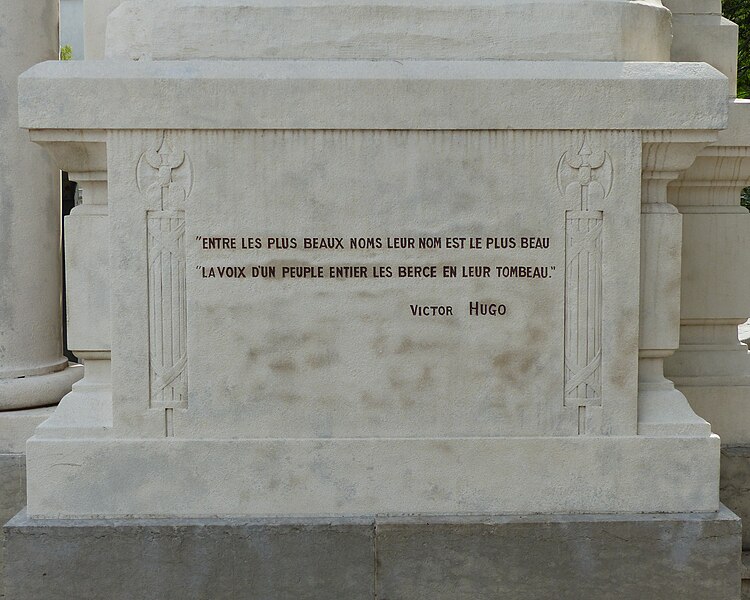 "ENTRE LES PLUS BEAUX NOMS LEUR NOM EST LE PLUS BEAU
"LA VOIX D'UN PEUPLE ENTIER LES BERCE EN LEUR TOMBEAU."
VICTOR HUGO